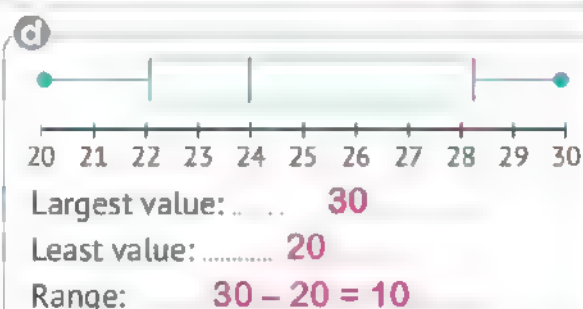 d
20 21 22 23 24 25 26 27 28 29 30
Largest value: .. . . 30
Least value: ........... 20
Range: 30 – 20 = 10